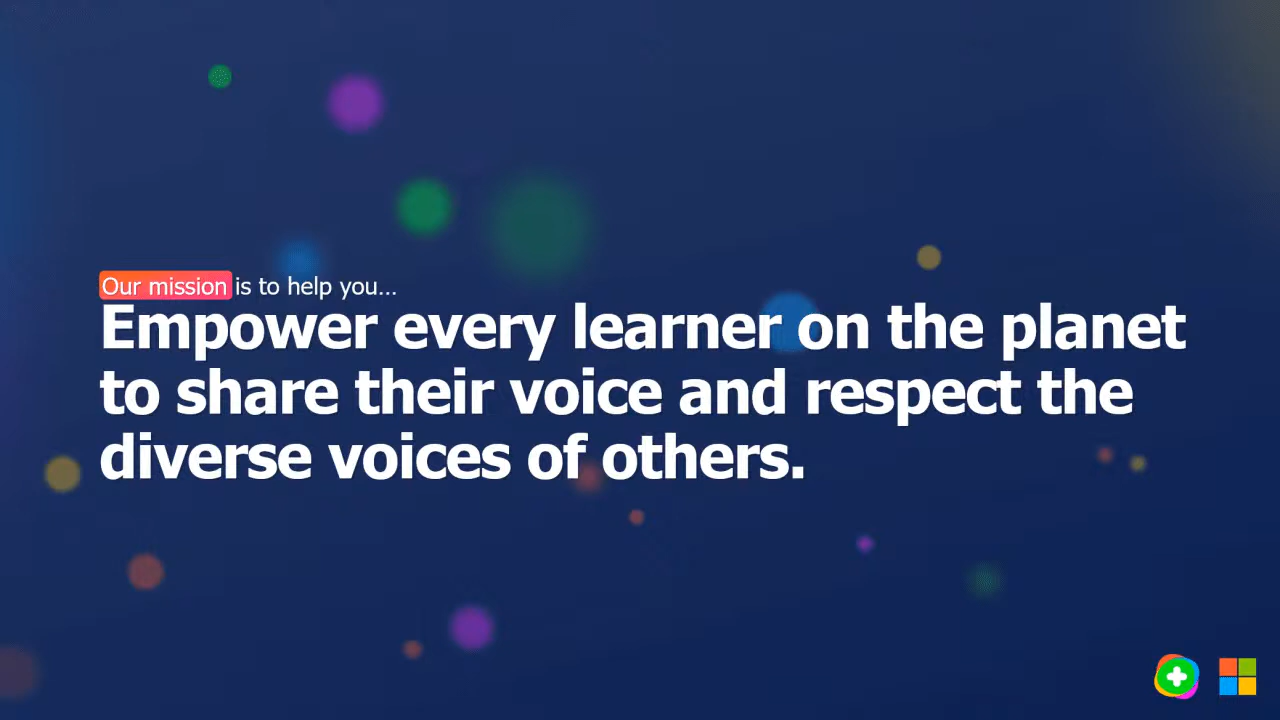 Our mission is to help you...
Empower every learner on the planet
to share their voice and respect the
diverse voices of others.